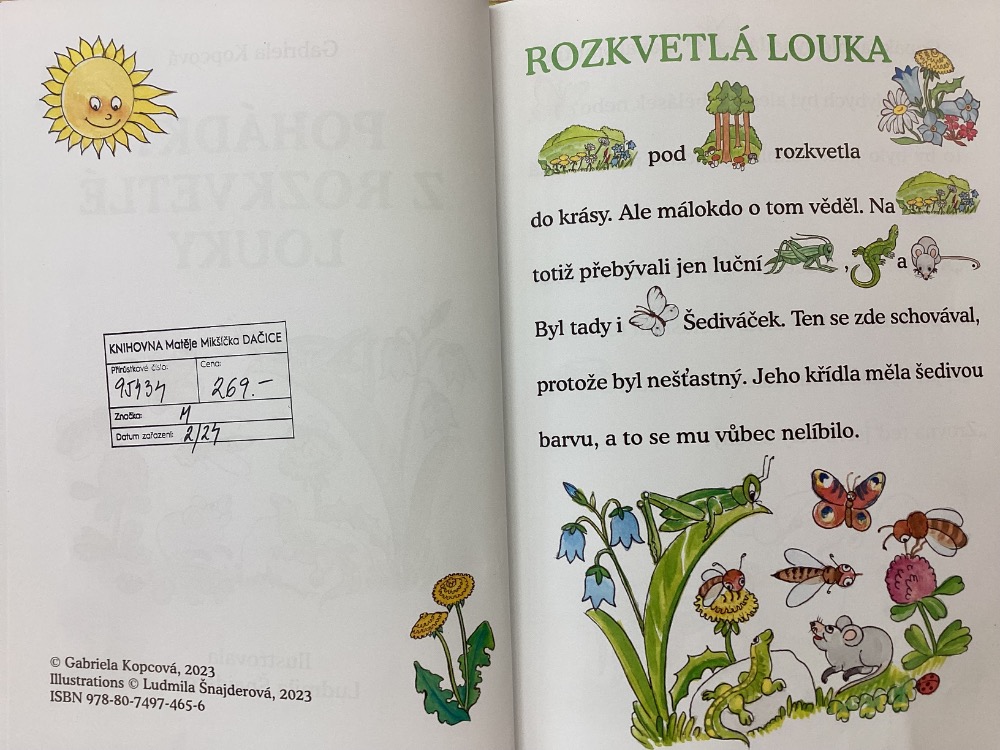 KNIHOVNA Matěje Mikšíčka DAČICE
Přírůstkové číslo:
Cena:
95434
269.-
Značka: M
Datum zařazení: 2/24
© Gabriela Kopcová, 2023
Illustrations © Ludmila Šnajderová, 2023
ISBN 978-80-7497-465-6
ROZKVETLÁ LOUKA
pod rozkvetla
do krásy. Ale málokdo o tom věděl. Na
totiž přebývali jen luční , a
Byl tady i Šediváček. Ten se zde schovával,
protože byl nešťastný. Jeho křídla měla šedivou
barvu, a to se mu vůbec nelíbilo.